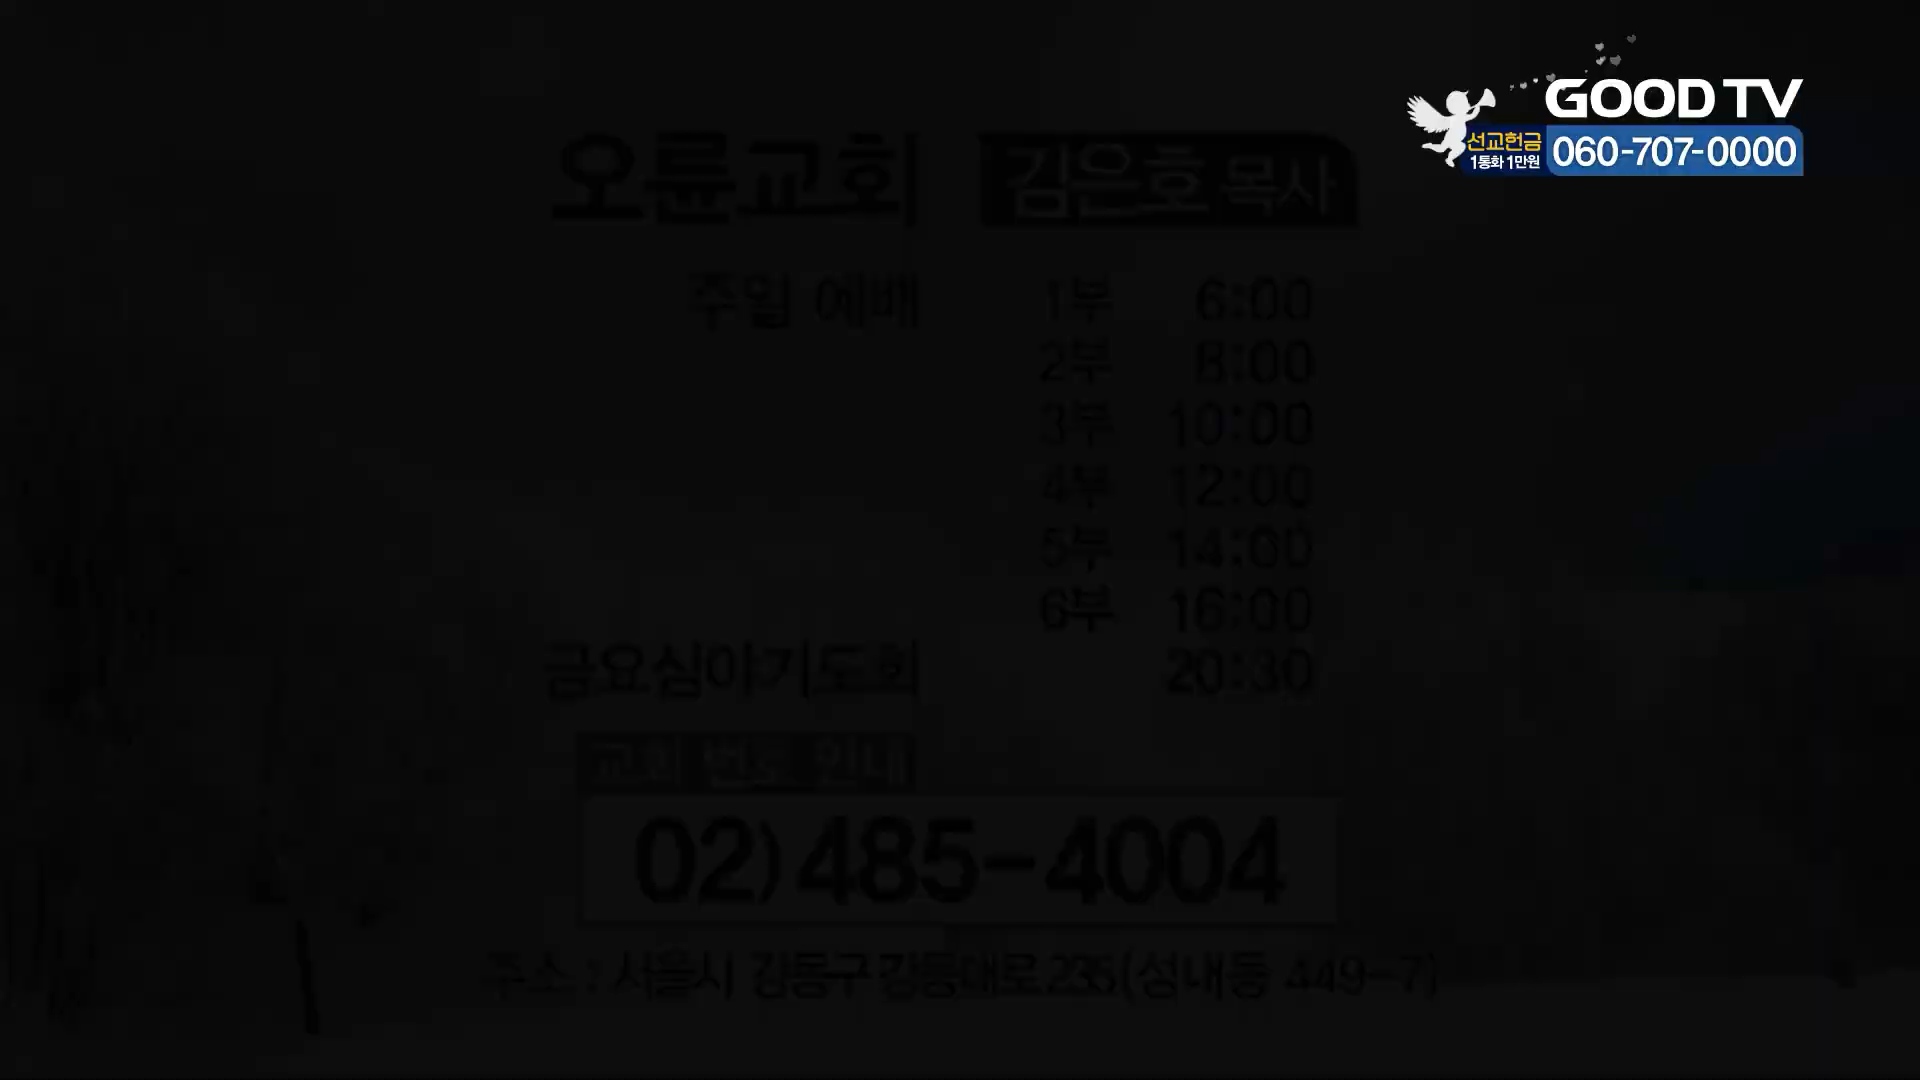 GOOD TV
선교헌금
1통화 1만원
060-707-0000
오륜교회 김은호 목사
주일 예배 1부 6:00
2부 8:00
3부 10:00
4부 12:00
5부 14:00
6부 16:00
금요심야기도회 20:30
교회 번호 안내
02)485-4004
주소 : 서울시 강동구 강동대로 235(성내동 449-7)